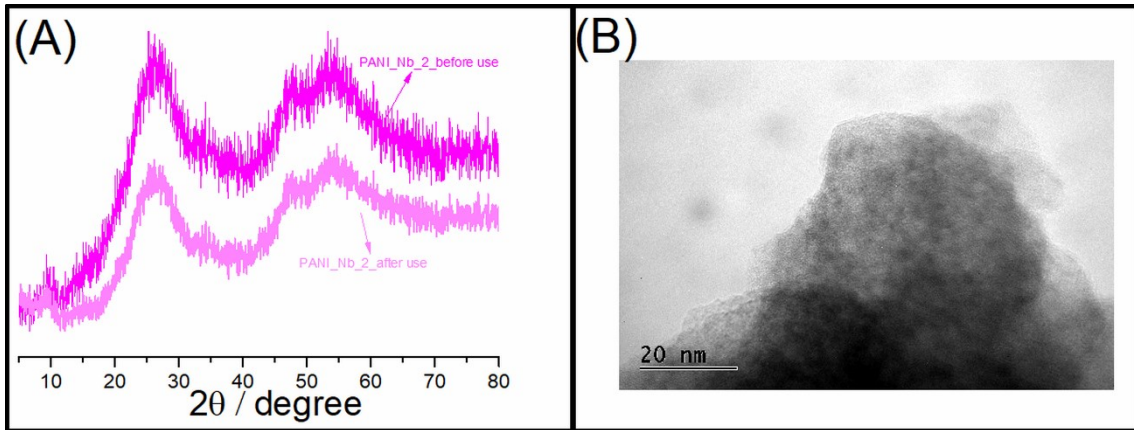 (A)
PANI_Nb_2_before use
PANI_Nb_2_after use
10 20 30 40 50 60 70 80
2θ / degree
(B)
20 nm